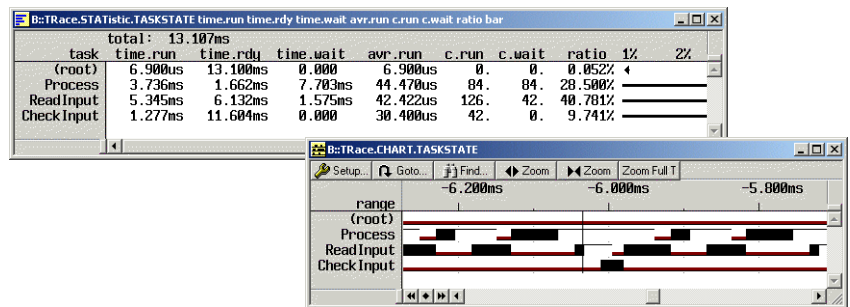 B::TRace.STATistic.TASKSTATE time.run time.rdy time.wait avr.run c.run c.wait ratio bar
total: 13.107ms
task time.run time.rdy time.wait avr.run c.run c.wait ratio 1% 2%
(root) 6.900us 13.100ms 0.000 6.900us 0. 0. 0.052%
Process 3.736ms 1.662ms 7.703ms 44.470us 84. 84. 28.500%
ReadInput 5.345ms 6.132ms 1.575ms 42.422us 126. 42. 40.781%
CheckInput 1.277ms 11.604ms 0.000 30.400us 42. 0. 9.741%
B::TRace.CHART.TASKSTATE
Setup... Goto... Find... Zoom Zoom Zoom Full T
-6.200ms -6.000ms -5.800ms
range
(root)
Process
ReadInput
CheckInput